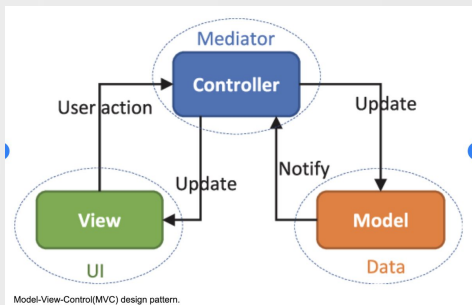 Mediator
Controller
User action
Update
Update
Notify
View
Model
UI
Data
Model-View-Control(MVC) design pattern.